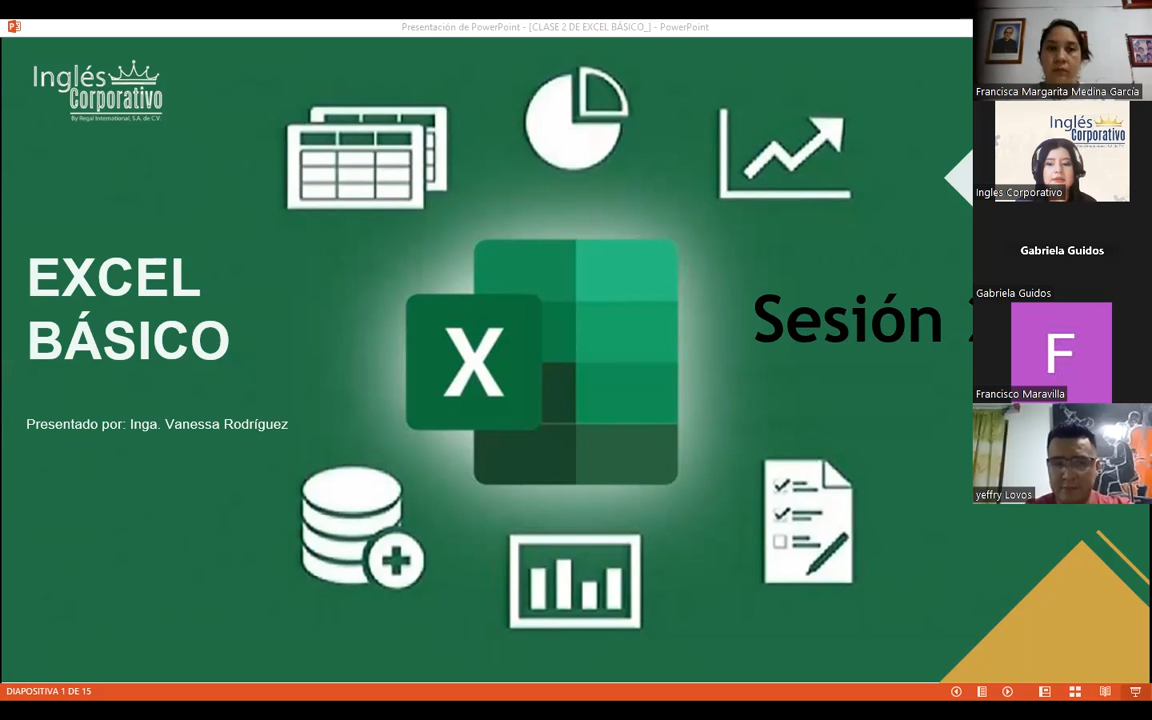 Presentación de PowerPoint - [CLASE 2 DE EXCEL BÁSICO_] - PowerPoint
Inglés
Corporativo
By Regal International, S.A. de C.V.
EXCEL
BÁSICO
Presentado por: Inga. Vanessa Rodríguez
X
Sesión
Francisca Margarita Medina García
Inglés
Corporativo
Ingles Corporativo
Gabriela Guidos
Gabriela Guidos
F
Francisco Maravilla
yeffry Lovos
DIAPOSITIVA 1 DE 15